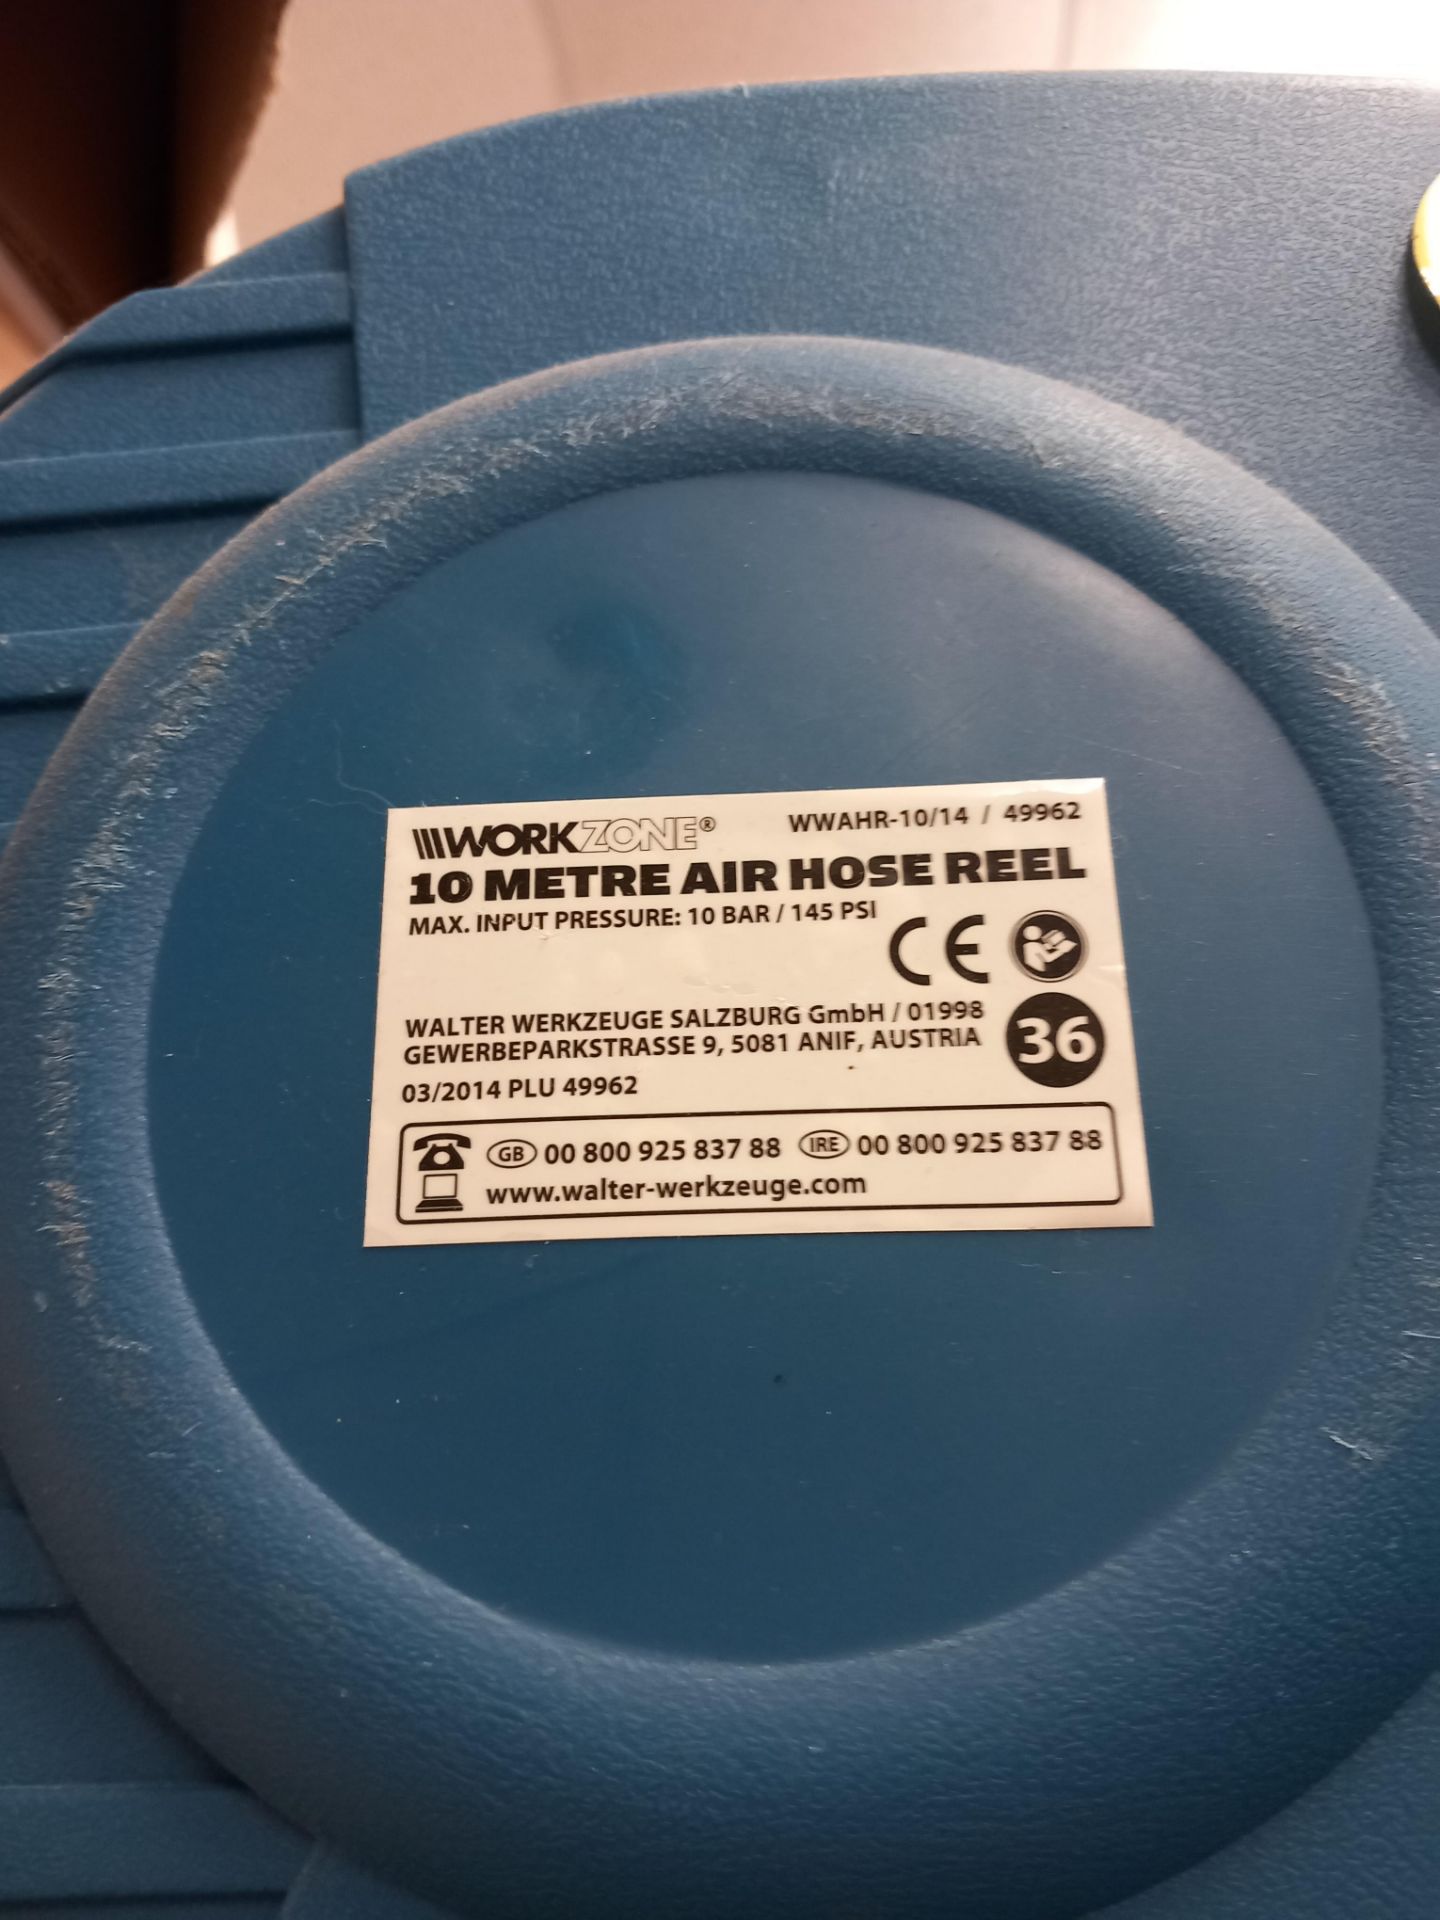 WORKZONE® WWAHR-10/14 / 49962
10 METRE AIR HOSE REEL
MAX. INPUT PRESSURE: 10 BAR / 145 PSI
CE
WALTER WERKZEUGE SALZBURG GmbH / 01998
GEWERBEPARKSTRASSE 9, 5081 ANIF, AUSTRIA
36
03/2014 PLU 49962
GB 00 800 925 837 88 IRE 00 800 925 837 88
www.walter-werkzeuge.com